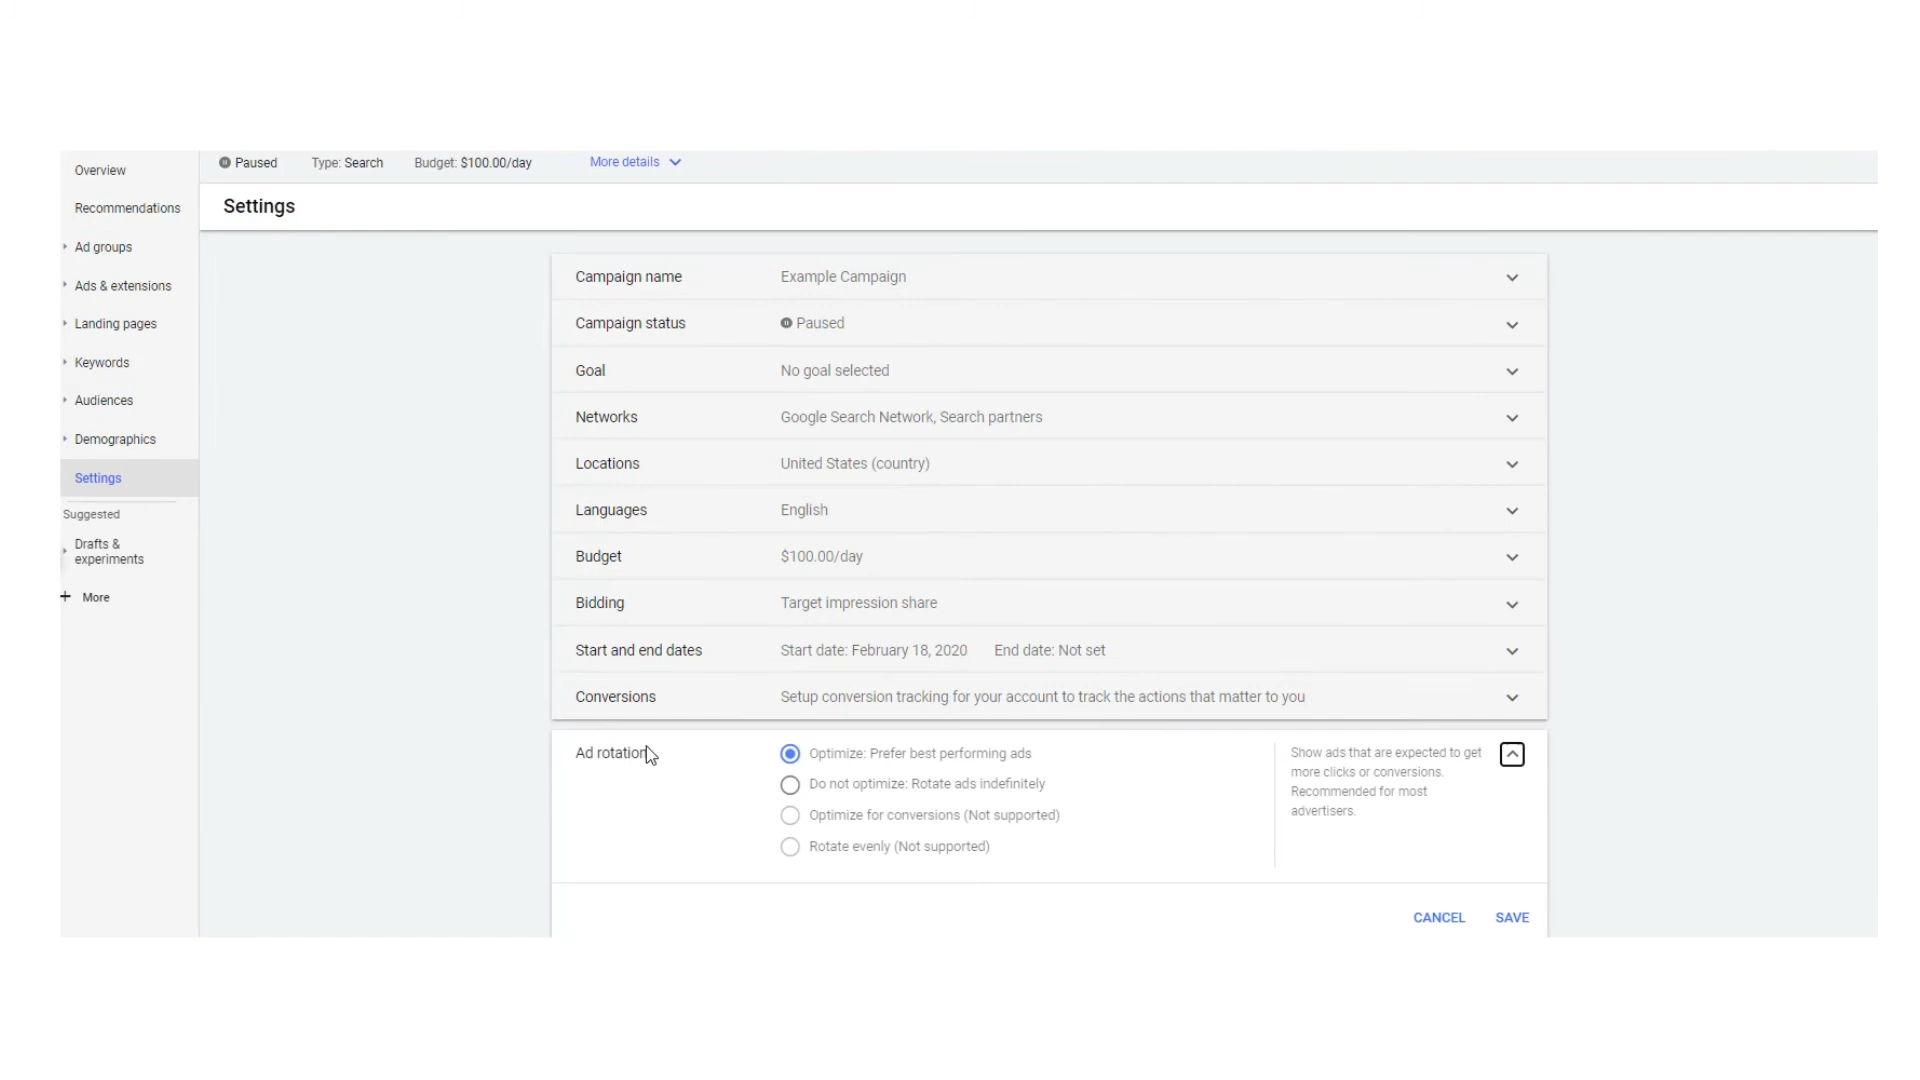 Overview
Recommendations
Ad groups
Ads & extensions
Landing pages
Keywords
Audiences
Demographics
Settings
Suggested
Drafts &
experiments
+ More
Paused Type: Search Budget: $100.00/day More details
Settings
Campaign name Example Campaign
Campaign status Paused
Goal No goal selected
Networks Google Search Network, Search partners
Locations United States (country)
Languages English
Budget $100.00/day
Bidding Target impression share
Start and end dates Start date: February 18, 2020 End date: Not set
Conversions Setup conversion tracking for your account to track the actions that matter to you
Ad rotation
Optimize: Prefer best performing ads
Do not optimize: Rotate ads indefinitely
Optimize for conversions (Not supported)
Rotate evenly (Not supported)
Show ads that are expected to get
more clicks or conversions.
Recommended for most
advertisers.
CANCEL SAVE